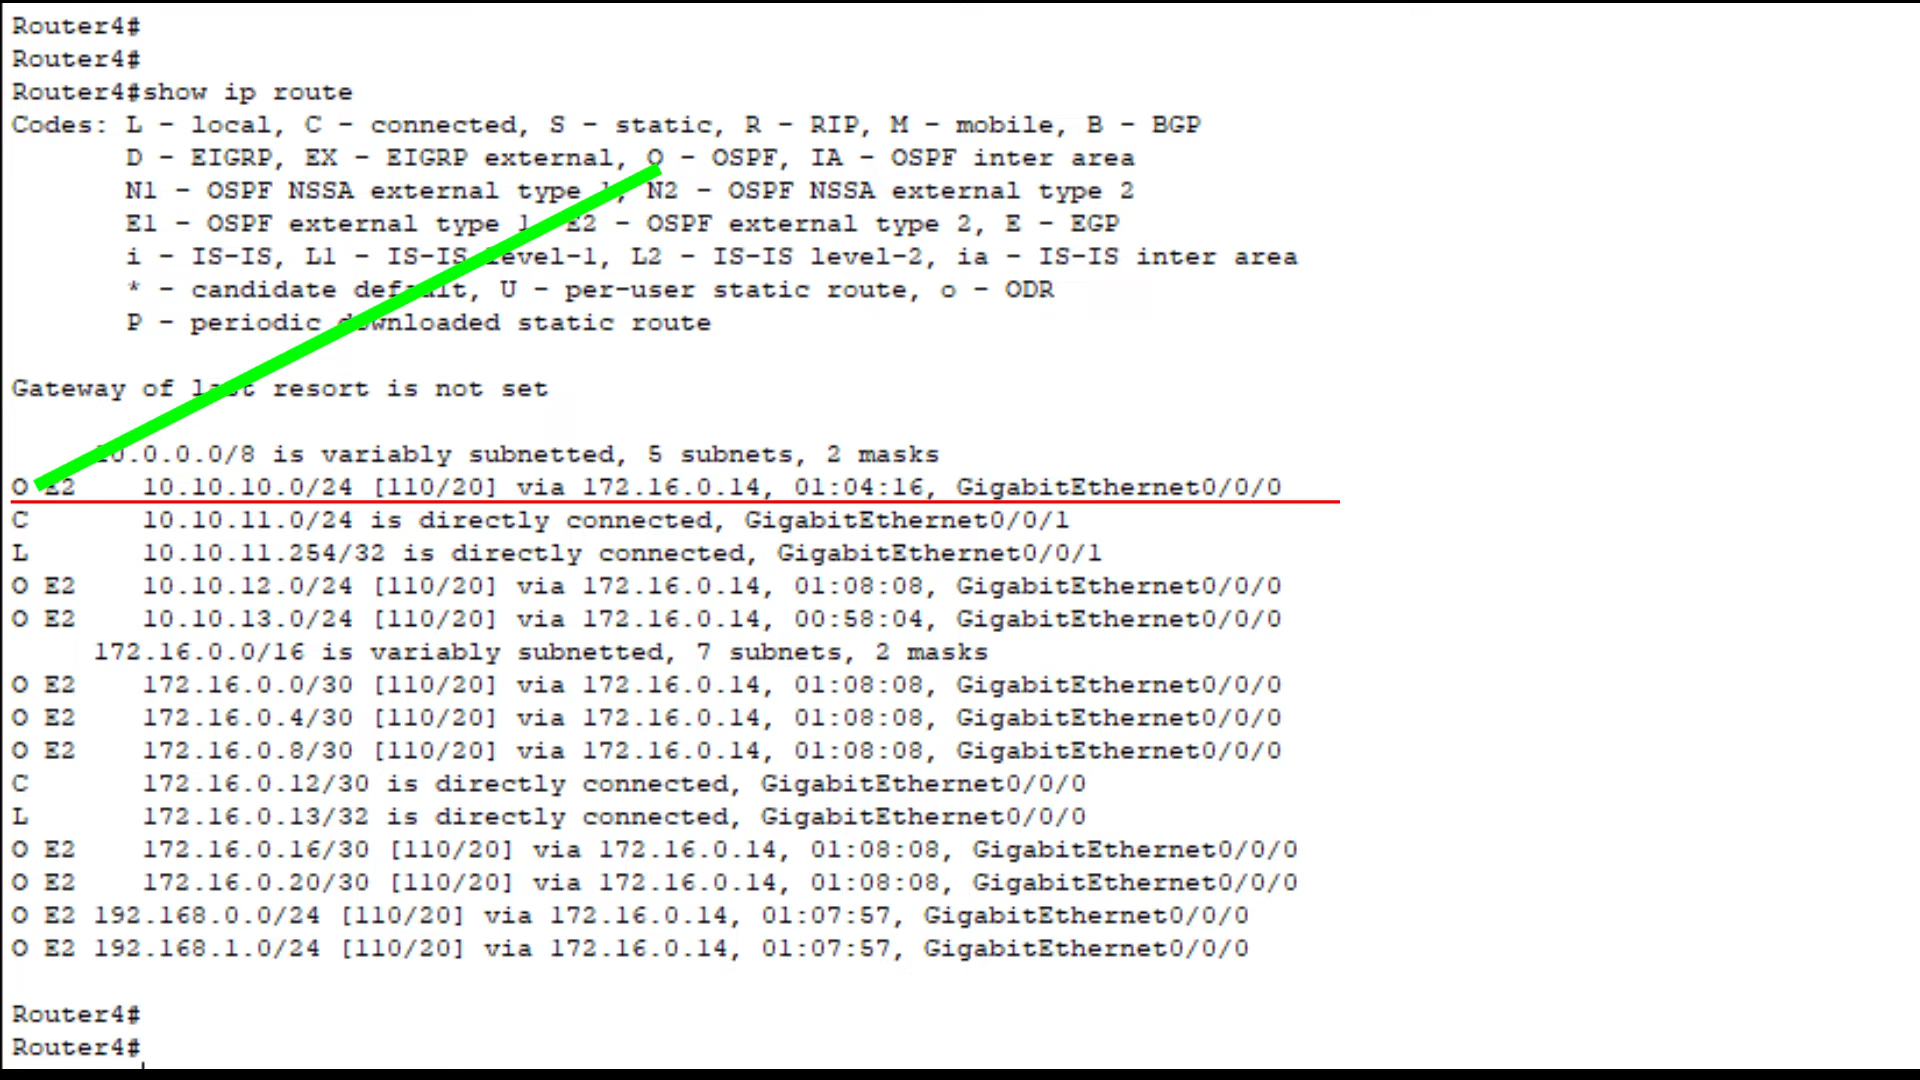 Router4#
Router4#
Router4#show ip route
Codes: L - local, C - connected, S - static, R - RIP, M - mobile, B - BGP
D - EIGRP, EX - EIGRP external, O - OSPF, IA - OSPF inter area
N1 - OSPF NSSA external type 1, N2 - OSPF NSSA external type 2
E1 - OSPF external type 1, E2 - OSPF external type 2, E - EGP
i - IS-IS, L1 - IS-IS level-1, L2 - IS-IS level-2, ia - IS-IS inter area
* - candidate default, U - per-user static route, o - ODR
P - periodic downloaded static route
Gateway of last resort is not set
10.0.0.0/8 is variably subnetted, 5 subnets, 2 masks
O E2 10.10.10.0/24 [110/20] via 172.16.0.14, 01:04:16, GigabitEthernet0/0/0
C 10.10.11.0/24 is directly connected, GigabitEthernet0/0/1
L 10.10.11.254/32 is directly connected, GigabitEthernet0/0/1
O E2 10.10.12.0/24 [110/20] via 172.16.0.14, 01:08:08, GigabitEthernet0/0/0
O E2 10.10.13.0/24 [110/20] via 172.16.0.14, 00:58:04, GigabitEthernet0/0/0
172.16.0.0/16 is variably subnetted, 7 subnets, 2 masks
O E2 172.16.0.0/30 [110/20] via 172.16.0.14, 01:08:08, GigabitEthernet0/0/0
O E2 172.16.0.4/30 [110/20] via 172.16.0.14, 01:08:08, GigabitEthernet0/0/0
O E2 172.16.0.8/30 [110/20] via 172.16.0.14, 01:08:08, GigabitEthernet0/0/0
C 172.16.0.12/30 is directly connected, GigabitEthernet0/0/0
L 172.16.0.13/32 is directly connected, GigabitEthernet0/0/0
O E2 172.16.0.16/30 [110/20] via 172.16.0.14, 01:08:08, GigabitEthernet0/0/0
O E2 172.16.0.20/30 [110/20] via 172.16.0.14, 01:08:08, GigabitEthernet0/0/0
O E2 192.168.0.0/24 [110/20] via 172.16.0.14, 01:07:57, GigabitEthernet0/0/0
O E2 192.168.1.0/24 [110/20] via 172.16.0.14, 01:07:57, GigabitEthernet0/0/0
Router4#
Router4#